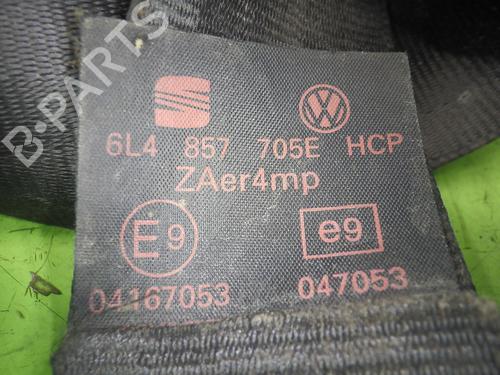 B-PARTS
6L4 857 705E HCP
ZAer4mp
E9 e9
04167053 047053